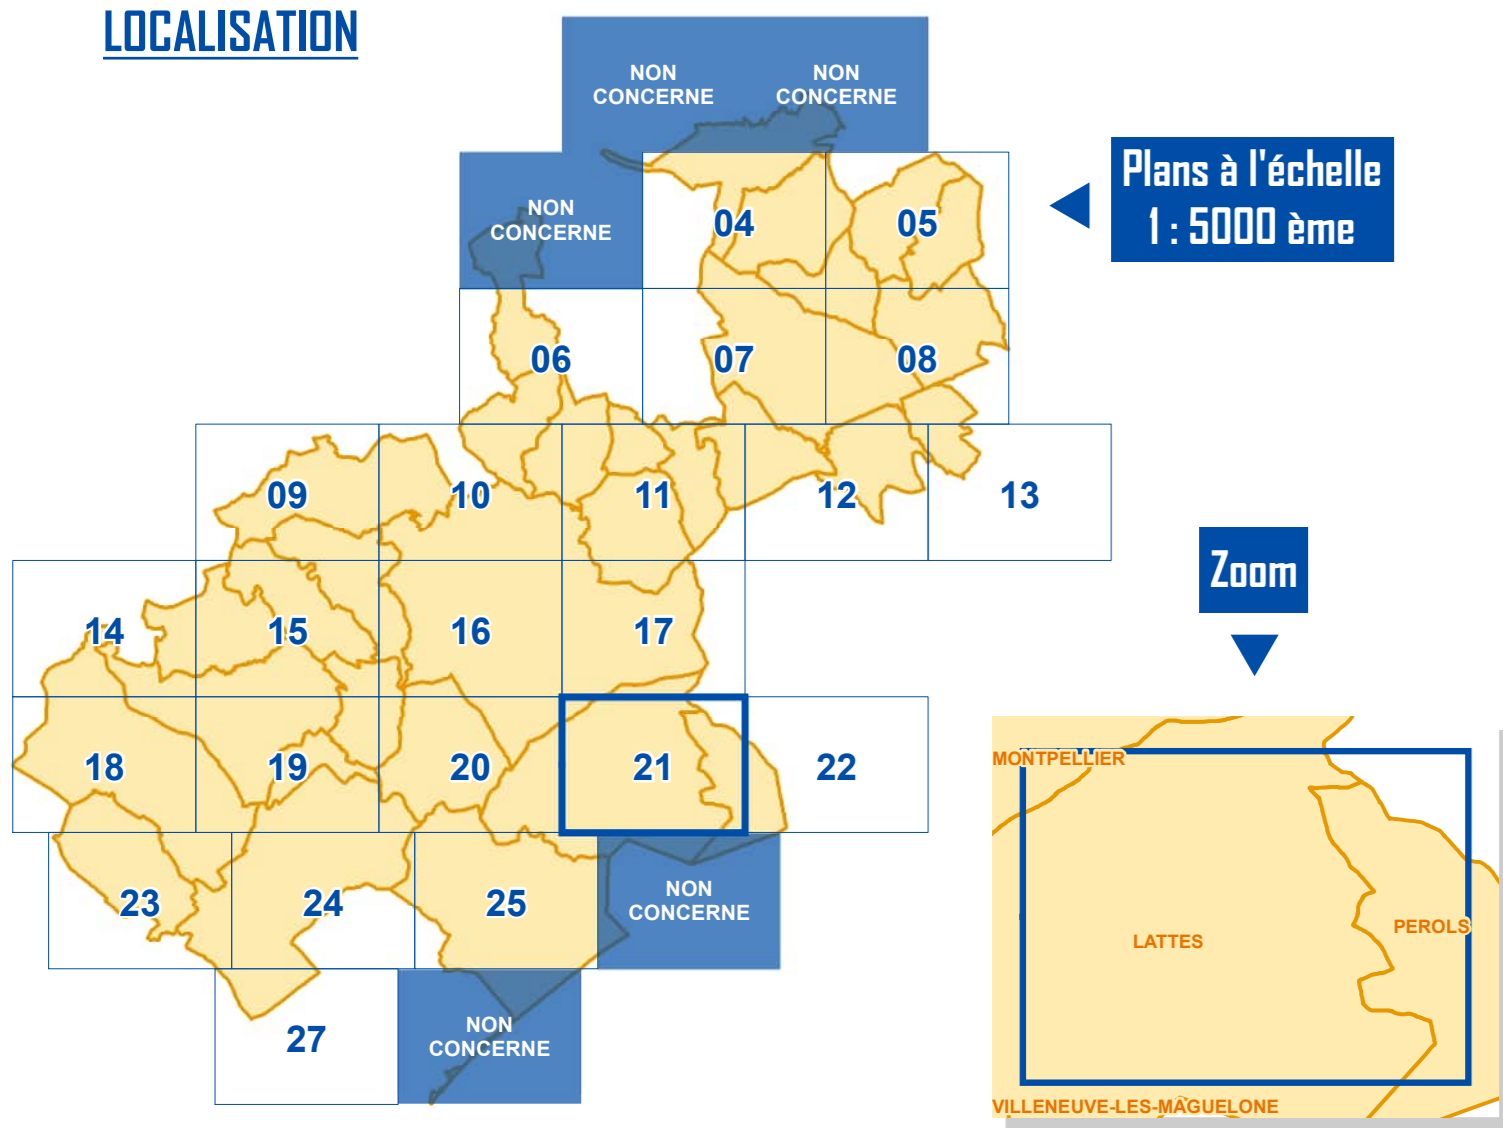 LOCALISATION
NON CONCERNE
NON CONCERNE
NON CONCERNE
04
05
Plans à l'échelle
1 : 5000 ème
06
07
08
09
10
11
12
13
Zoom
14
15
16
17
18
19
20
21
22
MONTPELLIER
LATTES
PEROLS
VILLENEUVE-LES-MAGUELONE
23
24
25
NON CONCERNE
27
NON CONCERNE